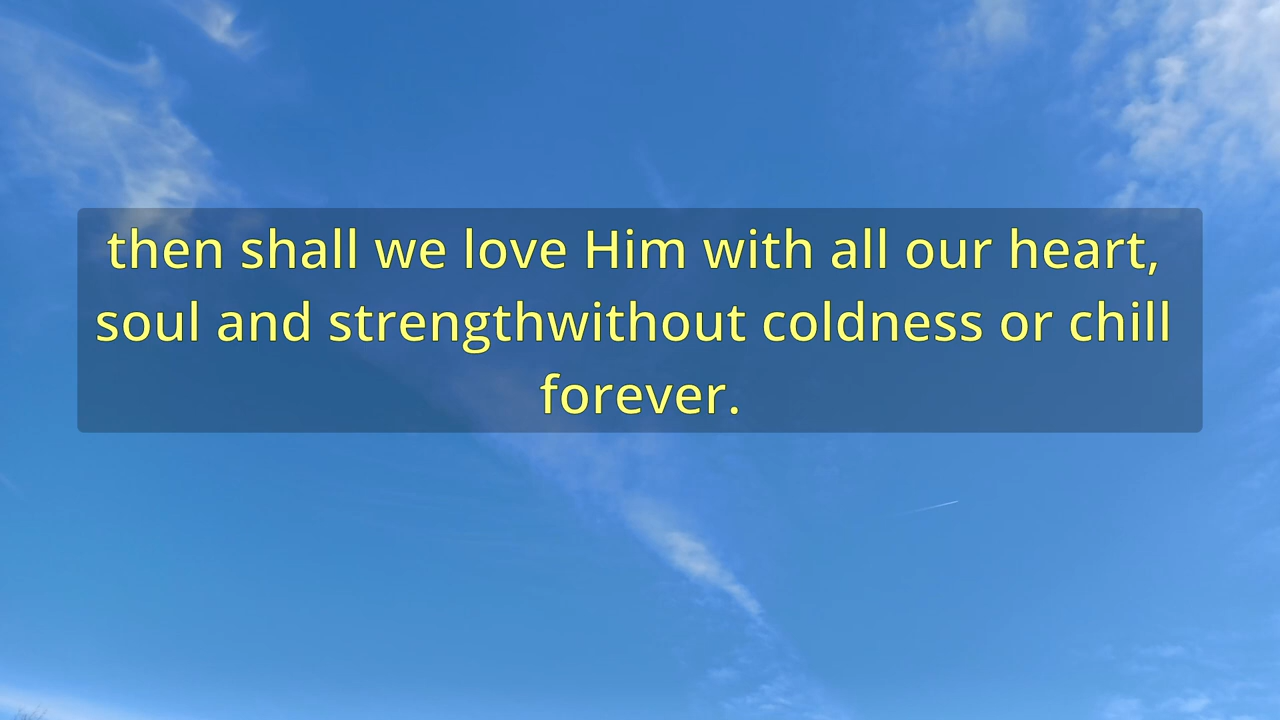 then shall we love Him with all our heart,
soul and strengthwithout coldness or chill
forever.